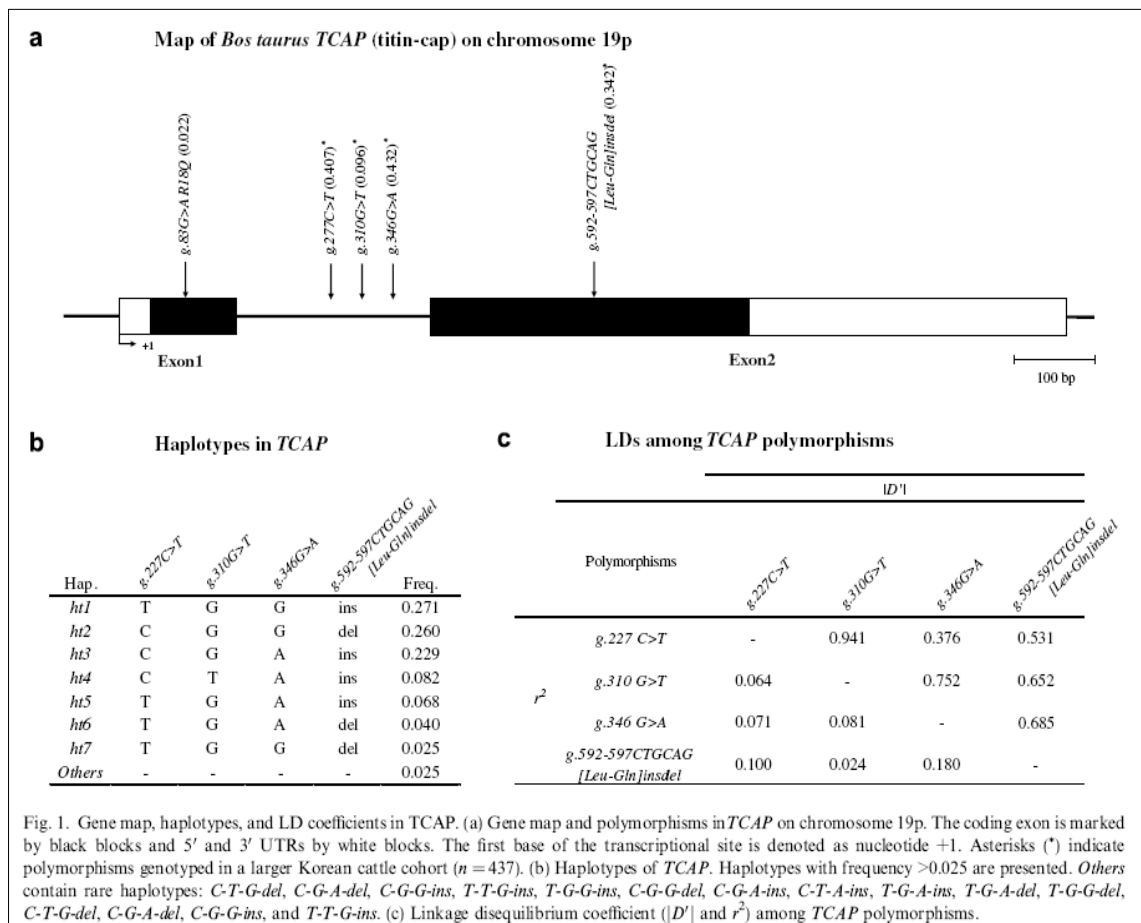 a Map of Bos taurus TCAP (titin-cap) on chromosome 19p
g.83G>A R18Q (0.022)
g.277C>T (0.407)*
g.310G>T (0.096)*
g.346G>A (0.432)*
g.592-597CTGCAG
[Leu-Gln]insdel (0.342)*
+1
Exon1
Exon2
100 bp
b Haplotypes in TCAP
Hap. g.227C>T g.310G>T g.346G>A g.592-597CTGCAG [Leu-Gln]insdel Freq.
ht1 T G G ins 0.271
ht2 C G G del 0.260
ht3 C G A ins 0.229
ht4 C T A ins 0.082
ht5 T G A ins 0.068
ht6 T G A del 0.040
ht7 T G G del 0.025
Others - - - - 0.025
c LDs among TCAP polymorphisms
|D'|
Polymorphisms g.227C>T g.310G>T g.346G>A g.592-597CTGCAG [Leu-Gln]insdel
g.227 C>T - 0.941 0.376 0.531
g.310 G>T 0.064 - 0.752 0.652
r²
g.346 G>A 0.071 0.081 - 0.685
g.592-597CTGCAG
[Leu-Gln]insdel 0.100 0.024 0.180 -
Fig. 1. Gene map, haplotypes, and LD coefficients in TCAP. (a) Gene map and polymorphisms in TCAP on chromosome 19p. The coding exon is marked
by black blocks and 5′ and 3′ UTRs by white blocks. The first base of the transcriptional site is denoted as nucleotide +1. Asterisks (*) indicate
polymorphisms genotyped in a larger Korean cattle cohort (n = 437). (b) Haplotypes of TCAP. Haplotypes with frequency >0.025 are presented. Others
contain rare haplotypes: C-T-G-del, C-G-A-del, C-G-G-ins, T-T-G-ins, T-G-G-ins, C-G-G-del, C-G-A-ins, C-T-A-ins, T-G-A-ins, T-G-A-del, T-G-G-del,
C-T-G-del, C-G-A-del, C-G-G-ins, and T-T-G-ins. (c) Linkage disequilibrium coefficient (|D'| and r²) among TCAP polymorphisms.